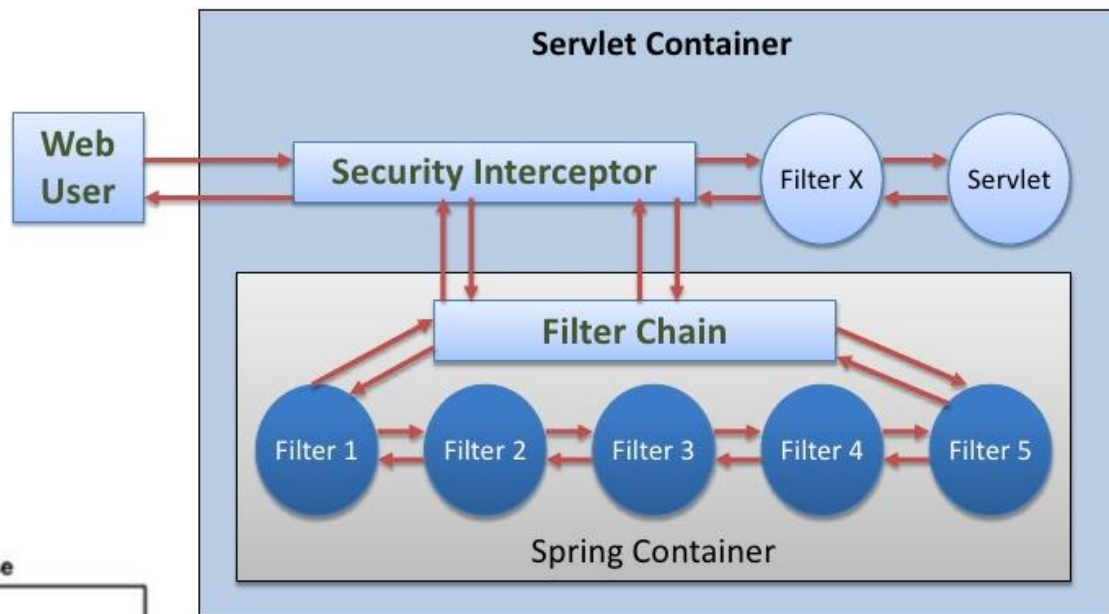 Servlet Container
Web
User
Security Interceptor
Filter X
Servlet
Filter Chain
Filter 1
Filter 2
Filter 3
Filter 4
Filter 5
Spring Container